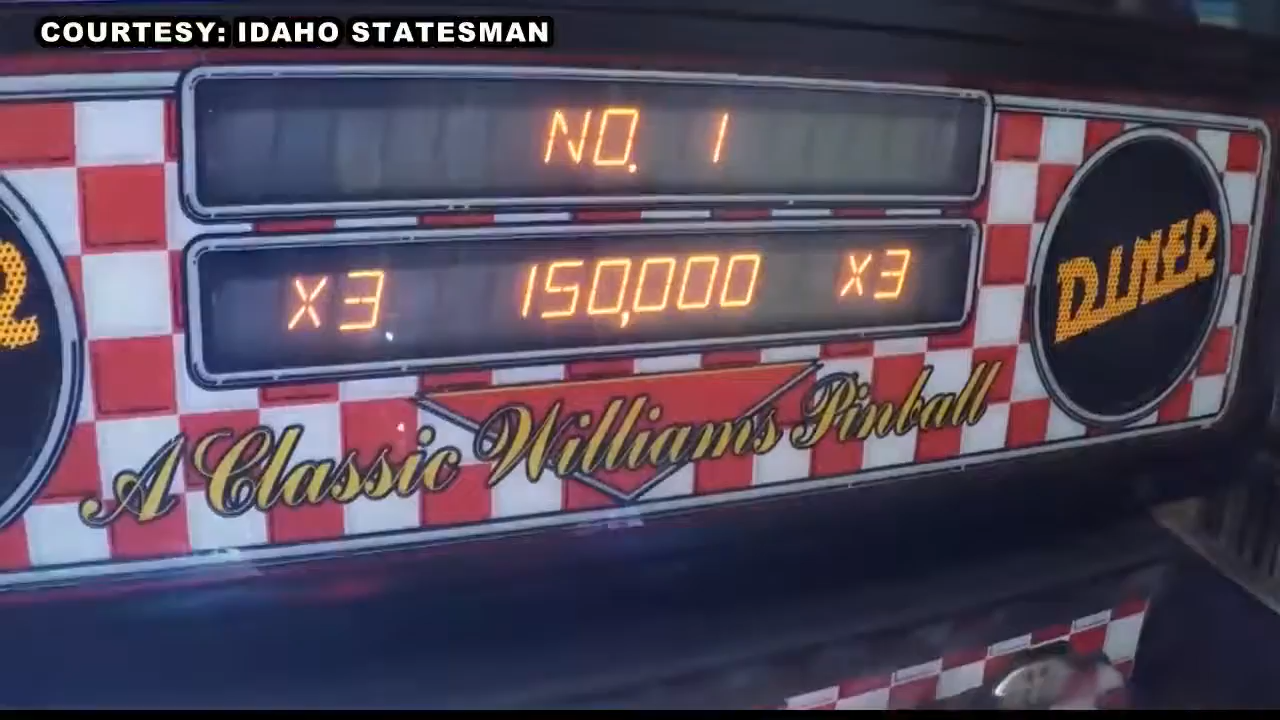 COURTESY: IDAHO STATESMAN
NO. 1
X3 150,000 X3
DINER
A Classic Williams Pinball